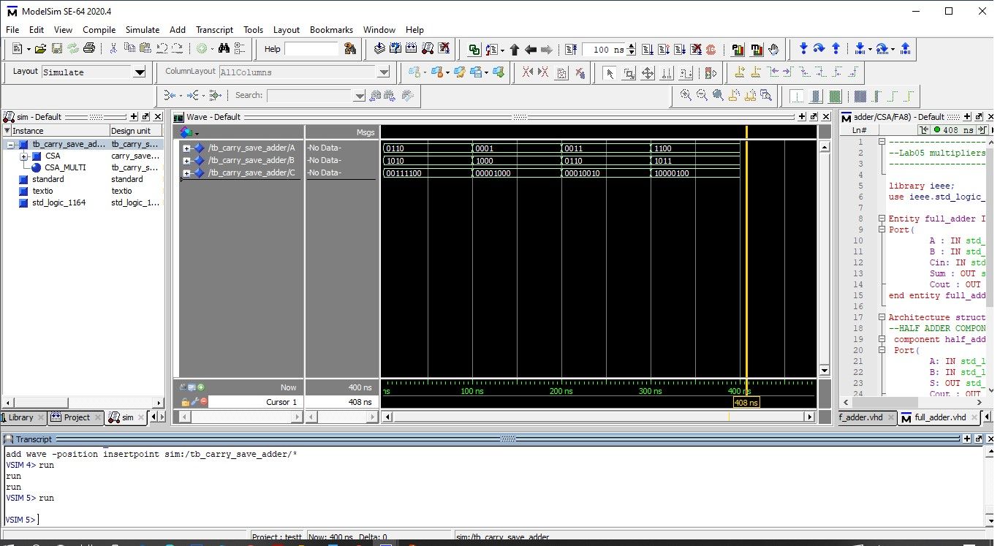 ModelSim SE-64 2020.4
File Edit View Compile Simulate Add Transcript Tools Layout Bookmarks Window Help
Help
100 ns
Layout Simulate
ColumnLayout AllColumns
Search:
sim - Default
Instance Design unit
tb_carry_save_ad... tb_carry_s...
CSA carry_save...
CSA_MULTI tb_carry_s...
standard standard
textio textio
std_logic_1164 std_logic_1...
Library Project sim
Wave - Default
Msgs
/tb_carry_save_adder/A -No Data- 0110 0001 0011 1100
/tb_carry_save_adder/B -No Data- 1010 1000 0110 1011
/tb_carry_save_adder/C -No Data- 00111100 00001000 00010010 10000100
Now 400 ns ns 100 ns 200 ns 300 ns 400 ns
Cursor 1 408 ns 408 ns
adder/CSA/FA8) - Default
Ln# 408 ns
1 ------------------
2 --Lab05 multipliers
3 ------------------
4
5 library ieee;
6 use ieee.std_logic_
7
8 Entity full_adder I
9 Port(
10 A : IN std_
11 B : IN std_
12 Cin: IN std
13 Sum : OUT s
14 Cout : OUT
15 end entity full_add
16
17 Architecture struct
18 --HALF ADDER COMPON
19 component half_add
20 Port(
21 A: IN std_l
22 B: IN std_l
23 S: OUT std_
24 Cout : OUT
f_adder.vhd full_adder.vhd
Transcript
add wave -position insertpoint sim:/tb_carry_save_adder/*
VSIM 4> run
run
run
VSIM 5> run
VSIM 5>
Project : testt Now: 400 ns Delta: 0 sim:/tb_carry_save_adder